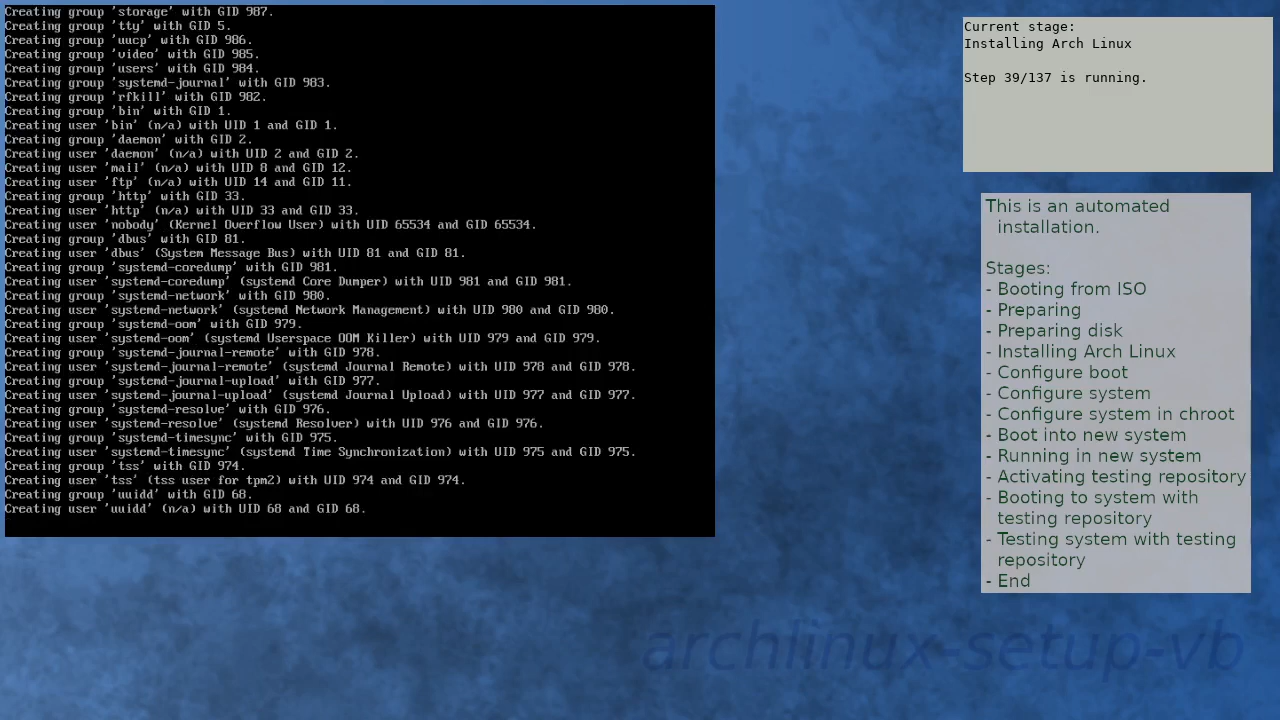 Creating group 'storage' with GID 987.
Creating group 'tty' with GID 5.
Creating group 'uucp' with GID 986.
Creating group 'video' with GID 985.
Creating group 'users' with GID 984.
Creating group 'systemd-journal' with GID 983.
Creating group 'rfkill' with GID 982.
Creating group 'bin' with GID 1.
Creating user 'bin' (n/a) with UID 1 and GID 1.
Creating group 'daemon' with GID 2.
Creating user 'daemon' (n/a) with UID 2 and GID 2.
Creating user 'mail' (n/a) with UID 8 and GID 12.
Creating user 'ftp' (n/a) with UID 14 and GID 11.
Creating group 'http' with GID 33.
Creating user 'http' (n/a) with UID 33 and GID 33.
Creating user 'nobody' (Kernel Overflow User) with UID 65534 and GID 65534.
Creating group 'dbus' with GID 81.
Creating user 'dbus' (System Message Bus) with UID 81 and GID 81.
Creating group 'systemd-coredump' with GID 981.
Creating user 'systemd-coredump' (systemd Core Dumper) with UID 981 and GID 981.
Creating group 'systemd-network' with GID 980.
Creating user 'systemd-network' (systemd Network Management) with UID 980 and GID 980.
Creating group 'systemd-oom' with GID 979.
Creating user 'systemd-oom' (systemd Userspace OOM Killer) with UID 979 and GID 979.
Creating group 'systemd-journal-remote' with GID 978.
Creating user 'systemd-journal-remote' (systemd Journal Remote) with UID 978 and GID 978.
Creating group 'systemd-journal-upload' with GID 977.
Creating user 'systemd-journal-upload' (systemd Journal Upload) with UID 977 and GID 977.
Creating group 'systemd-resolve' with GID 976.
Creating user 'systemd-resolve' (systemd Resolver) with UID 976 and GID 976.
Creating group 'systemd-timesync' with GID 975.
Creating user 'systemd-timesync' (systemd Time Synchronization) with UID 975 and GID 975.
Creating group 'tss' with GID 974.
Creating user 'tss' (tss user for tpm2) with UID 974 and GID 974.
Creating group 'uuidd' with GID 68.
Creating user 'uuidd' (n/a) with UID 68 and GID 68.
Current stage:
Installing Arch Linux
Step 39/137 is running.
This is an automated
installation.
Stages:
- Booting from ISO
- Preparing
- Preparing disk
- Installing Arch Linux
- Configure boot
- Configure system
- Configure system in chroot
- Boot into new system
- Running in new system
- Activating testing repository
- Booting to system with
testing repository
- Testing system with testing
repository
- End
archlinux-setup-vb